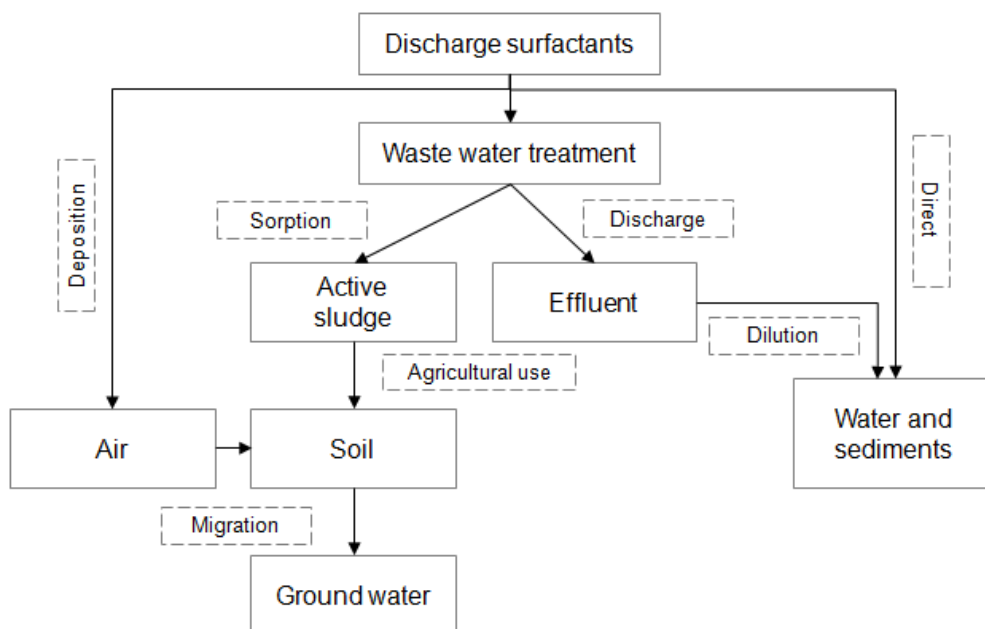 Discharge surfactants
Waste water treatment
Deposition
Sorption
Discharge
Direct
Active
sludge
Effluent
Dilution
Agricultural use
Air
Soil
Water and
sediments
Migration
Ground water